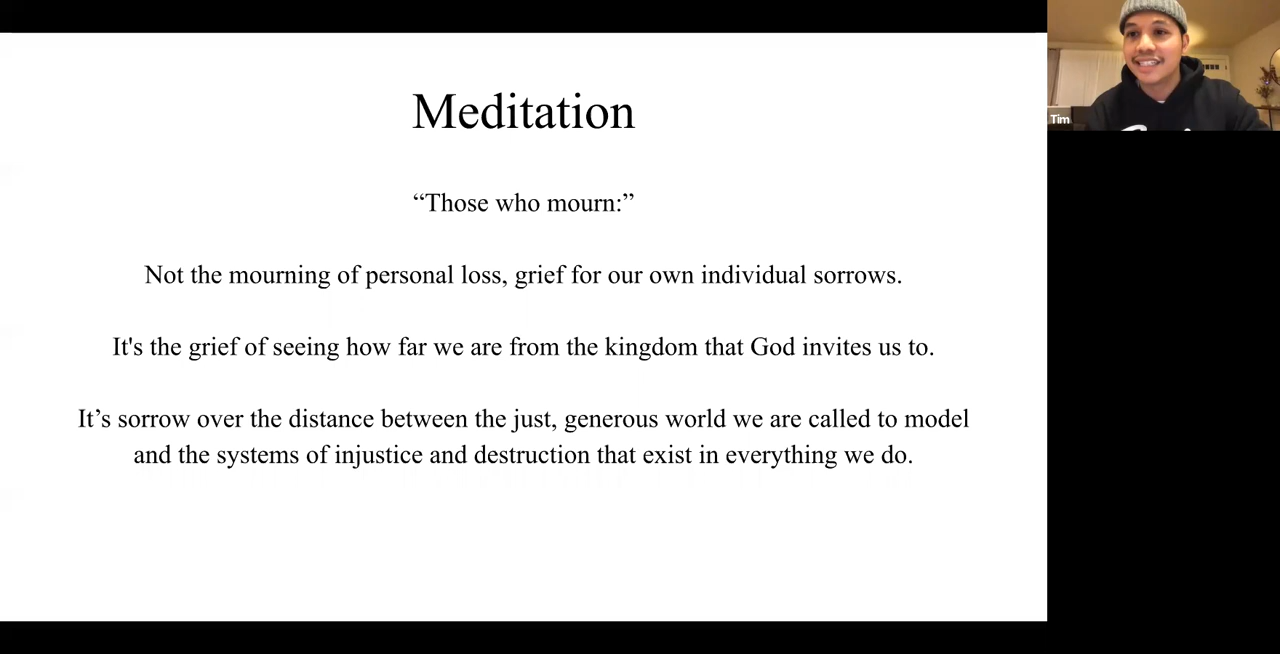 Meditation
“Those who mourn:”
Not the mourning of personal loss, grief for our own individual sorrows.
It's the grief of seeing how far we are from the kingdom that God invites us to.
It’s sorrow over the distance between the just, generous world we are called to model
and the systems of injustice and destruction that exist in everything we do.
Tim